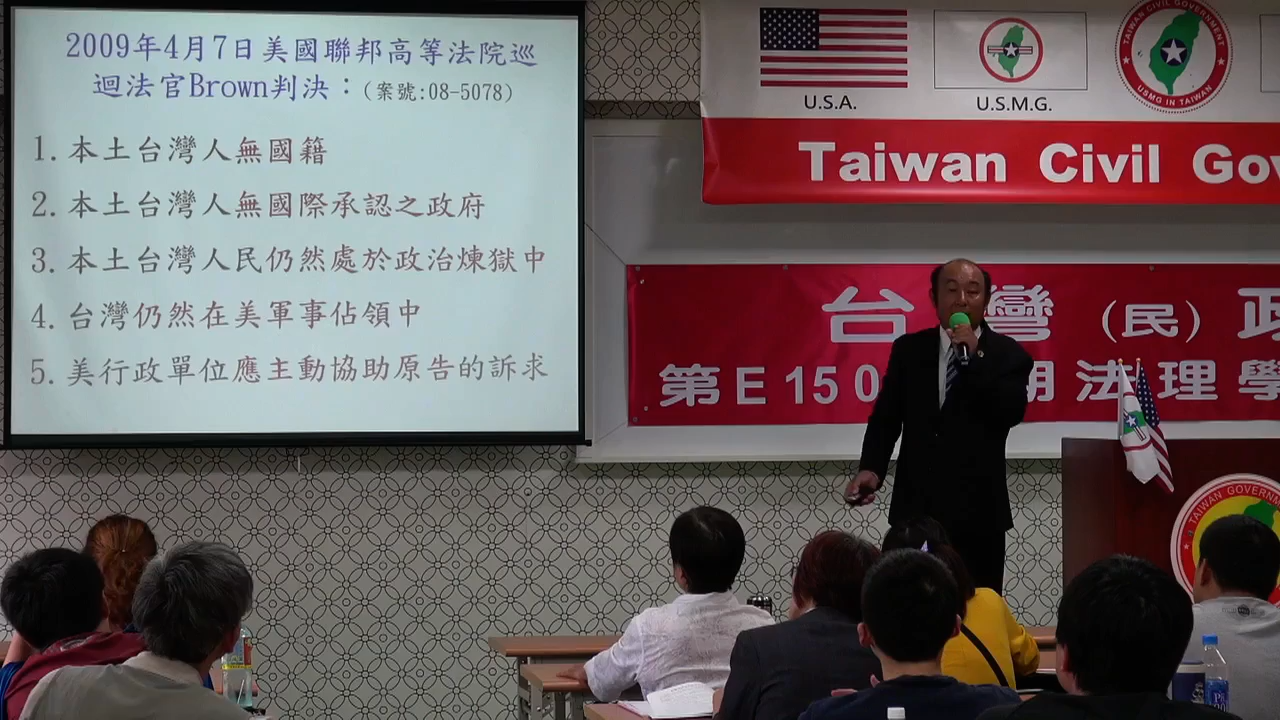 2009年4月7日美國聯邦高等法院巡
迴法官Brown判決：(案號:08-5078)
1. 本土台灣人無國籍
2. 本土台灣人無國際承認之政府
3. 本土台灣人民仍然處於政治煉獄中
4. 台灣仍然在美軍事佔領中
5. 美行政單位應主動協助原告的訴求
U.S.A.
U.S.M.G.
TAIWAN CIVIL GOVERNMENT
USMG IN TAIWAN
Taiwan Civil Gov
台灣（民）政
第E150 期法理學
TAIWAN GOVERNM